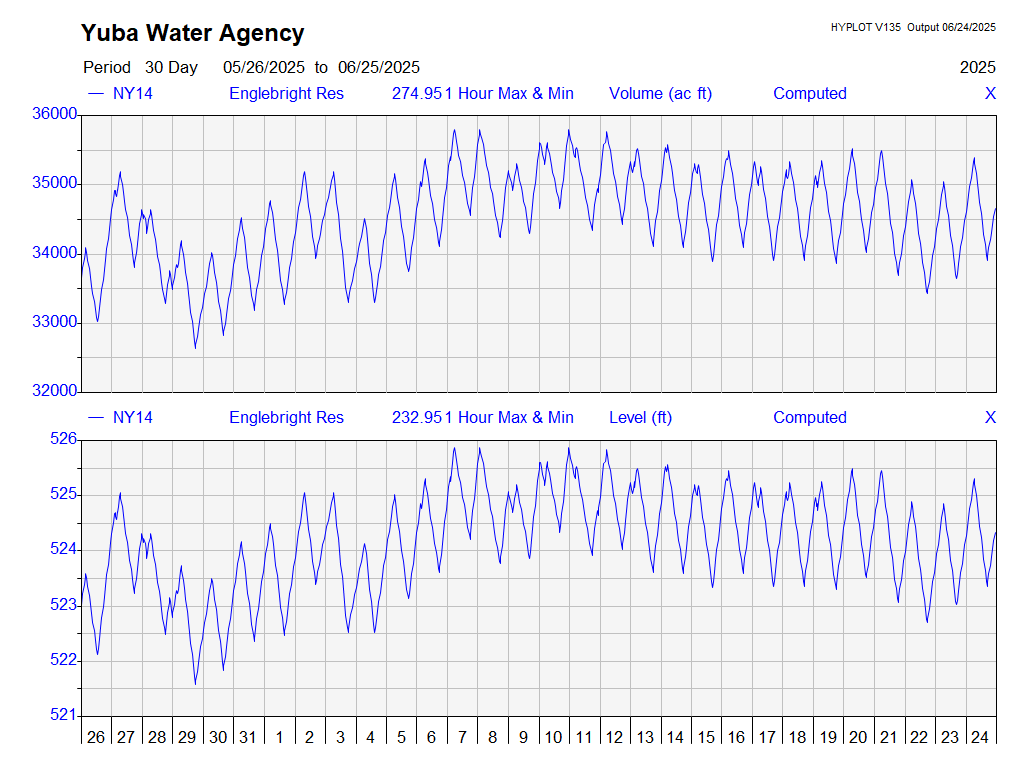 Yuba Water Agency
HYPLOT V135 Output 06/24/2025
Period 30 Day 05/26/2025 to 06/25/2025
2025
NY14 Englebright Res 274.951 Hour Max & Min Volume (ac ft) Computed X
36000
35000
34000
33000
32000
NY14 Englebright Res 232.951 Hour Max & Min Level (ft) Computed X
526
525
524
523
522
521
26 27 28 29 30 31 1 2 3 4 5 6 7 8 9 10 11 12 13 14 15 16 17 18 19 20 21 22 23 24